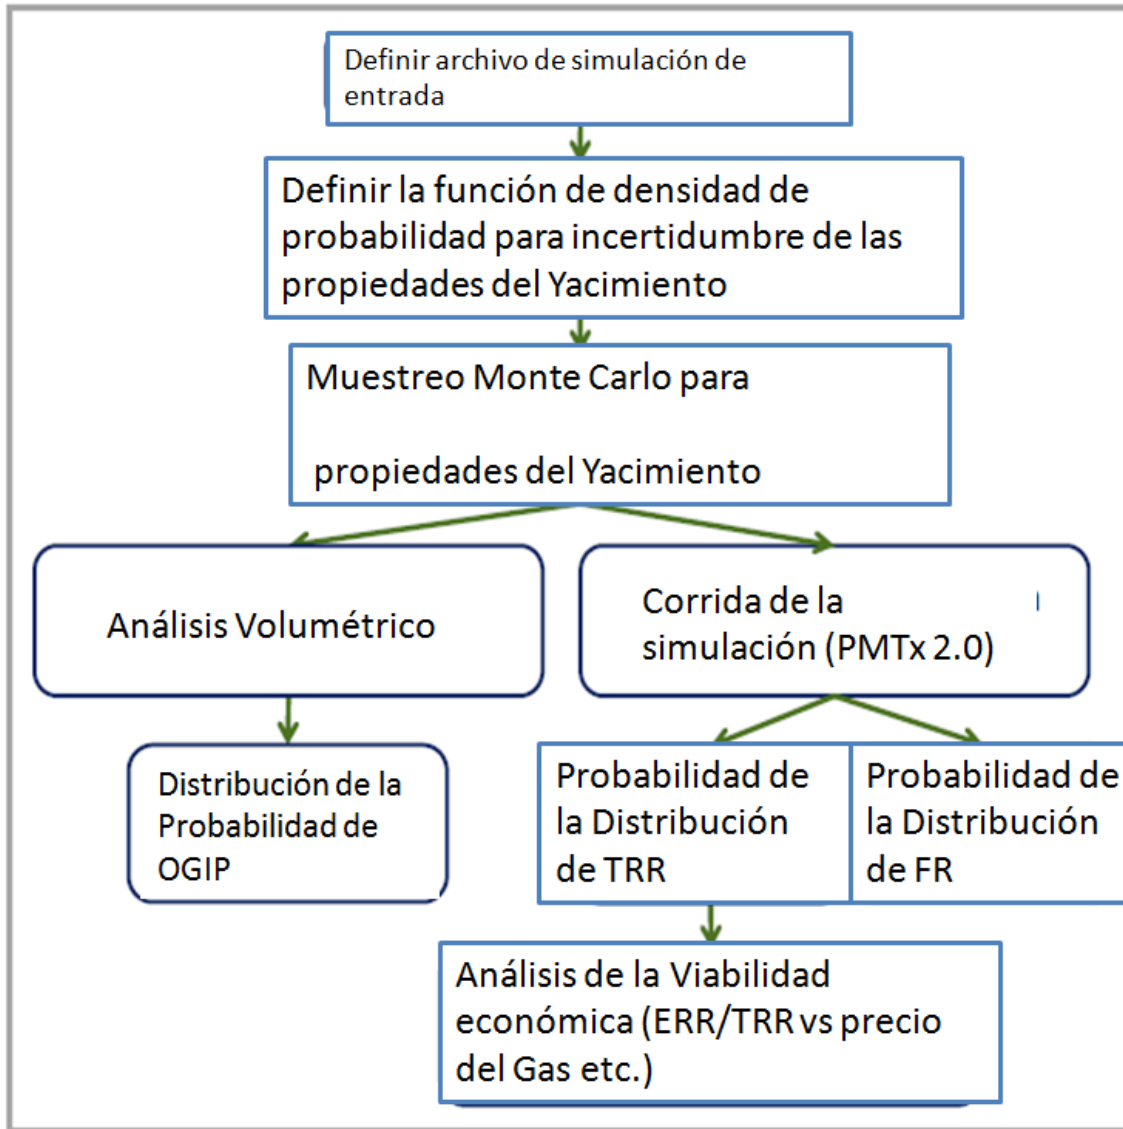 Definir archivo de simulación de
entrada
Definir la función de densidad de
probabilidad para incertidumbre de las
propiedades del Yacimiento
Muestreo Monte Carlo para
propiedades del Yacimiento
Análisis Volumétrico
Corrida de la
simulación (PMTx 2.0)
Distribución de la
Probabilidad de
OGIP
Probabilidad de
la Distribución
de TRR
Probabilidad de
la Distribución
de FR
Análisis de la Viabilidad
económica (ERR/TRR vs precio
del Gas etc.)